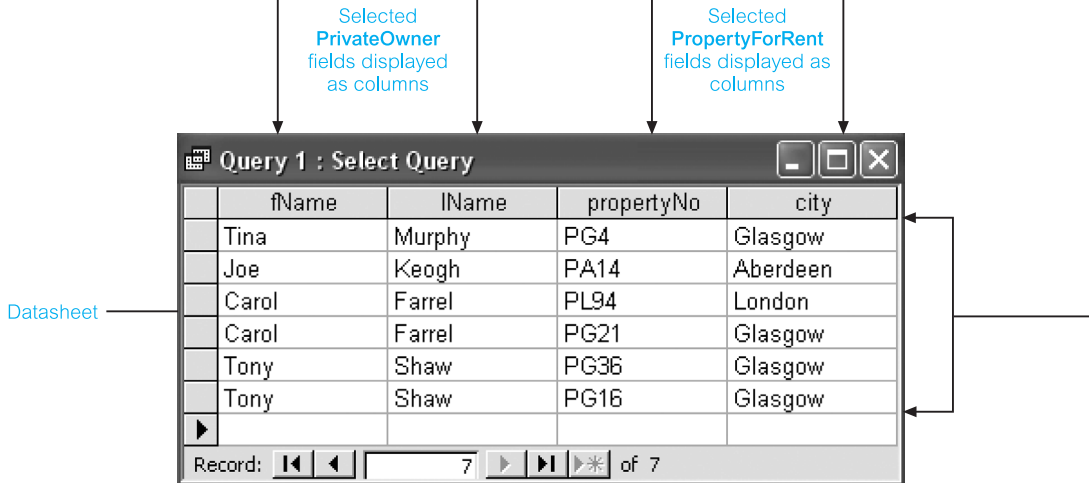 Selected
PrivateOwner
fields displayed
as columns
Selected
PropertyForRent
fields displayed as
columns
Query 1 : Select Query
fName lName propertyNo city
Tina Murphy PG4 Glasgow
Joe Keogh PA14 Aberdeen
Carol Farrel PL94 London
Carol Farrel PG21 Glasgow
Tony Shaw PG36 Glasgow
Tony Shaw PG16 Glasgow
Datasheet
Record: 7 of 7